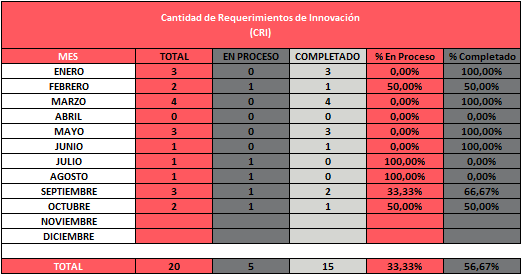 Cantidad de Requerimientos de Innovación
(CRI)
MES TOTAL EN PROCESO COMPLETADO % En Proceso % Completado
ENERO 3 0 3 0,00% 100,00%
FEBRERO 2 1 1 50,00% 50,00%
MARZO 4 0 4 0,00% 100,00%
ABRIL 0 0 0 0,00% 0,00%
MAYO 3 0 3 0,00% 100,00%
JUNIO 1 0 1 0,00% 100,00%
JULIO 1 1 0 100,00% 0,00%
AGOSTO 1 1 0 100,00% 0,00%
SEPTIEMBRE 3 1 2 33,33% 66,67%
OCTUBRE 2 1 1 50,00% 50,00%
NOVIEMBRE
DICIEMBRE
TOTAL 20 5 15 33,33% 56,67%